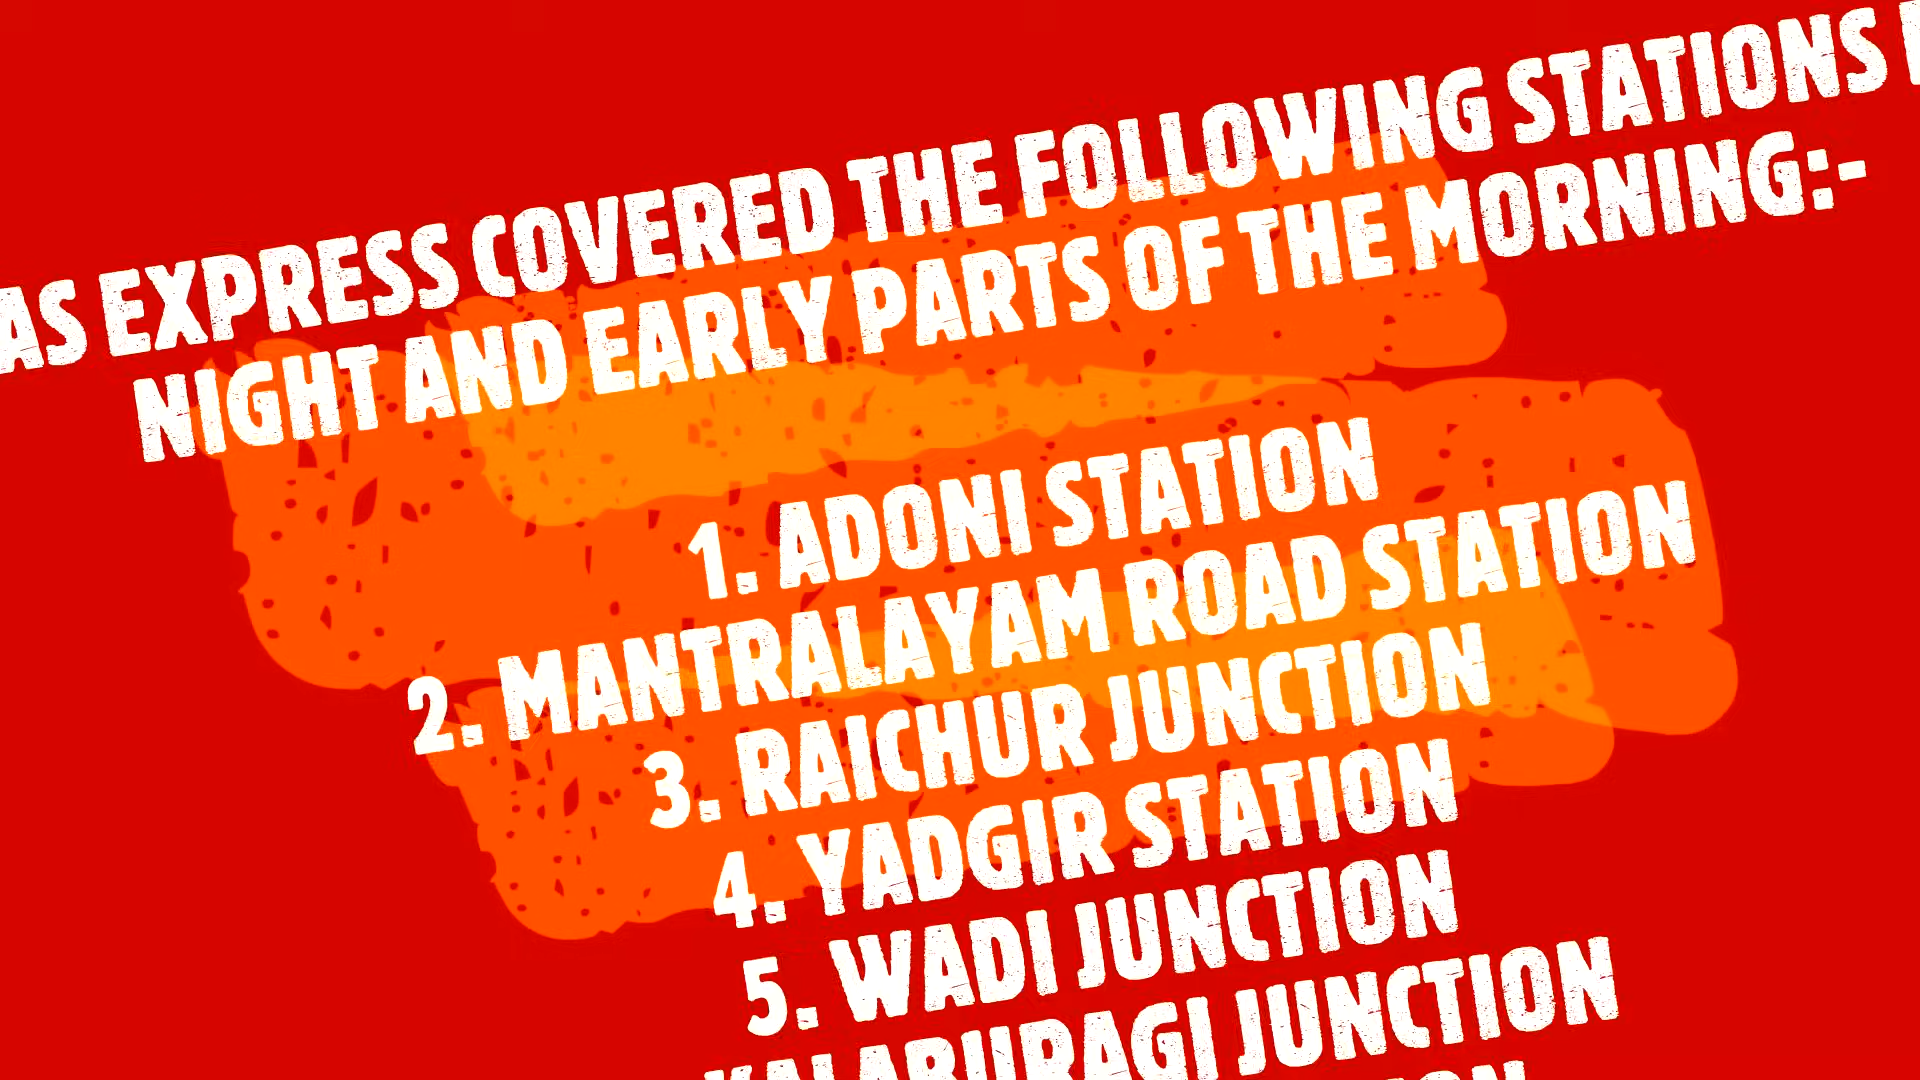 AS EXPRESS COVERED THE FOLLOWING STATIONS
NIGHT AND EARLY PARTS OF THE MORNING:-
1. ADONI STATION
2. MANTRALAYAM ROAD STATION
3. RAICHUR JUNCTION
4. YADGIR STATION
5. WADI JUNCTION
KALABURAGI JUNCTION